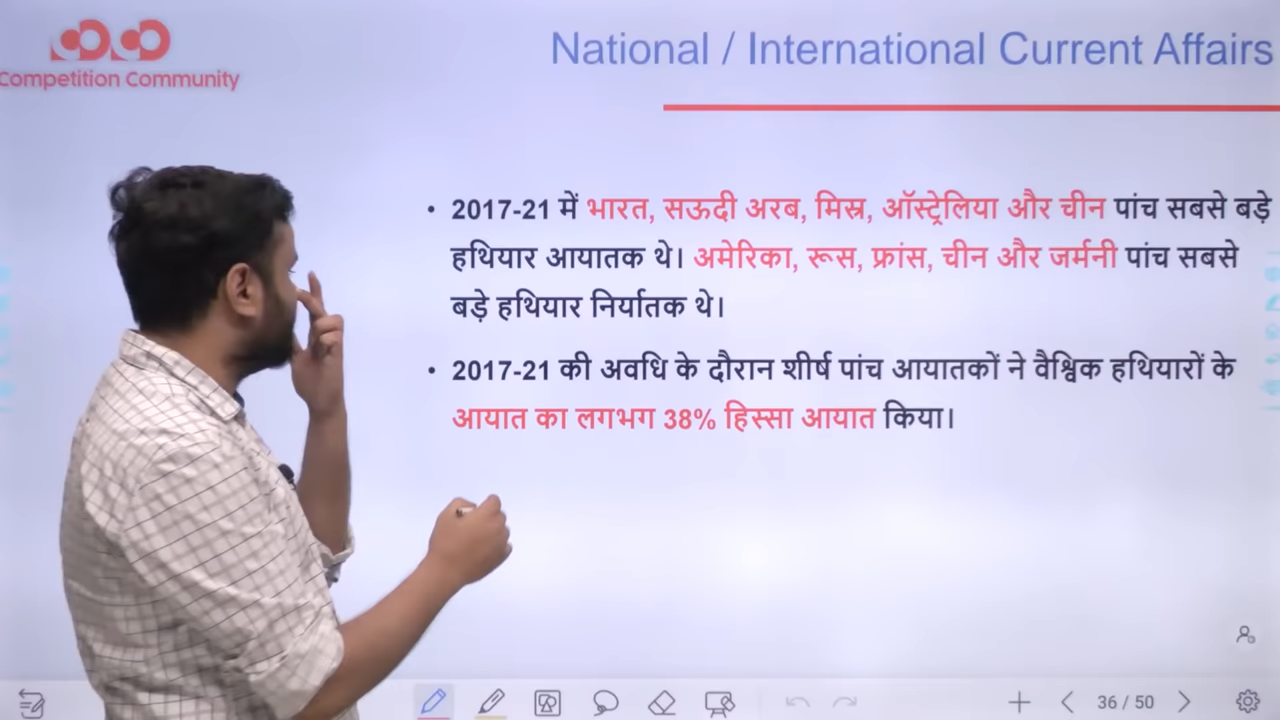 Competition Community
National / International Current Affairs
• 2017-21 में भारत, सऊदी अरब, मिस्र, ऑस्ट्रेलिया और चीन पांच सबसे बड़े
हथियार आयातक थे। अमेरिका, रूस, फ्रांस, चीन और जर्मनी पांच सबसे
बड़े हथियार निर्यातक थे।
• 2017-21 की अवधि के दौरान शीर्ष पांच आयातकों ने वैश्विक हथियारों के
आयात का लगभग 38% हिस्सा आयात किया।
36 / 50